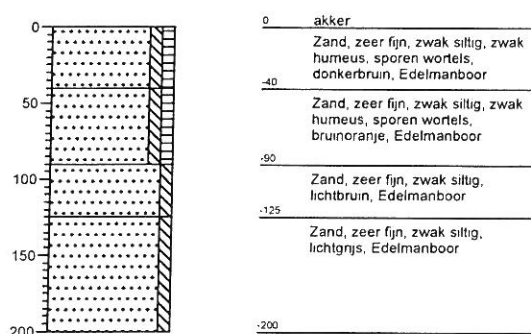 0
50
100
150
200
0 akker
Zand, zeer fijn, zwak siltig, zwak
humeus, sporen wortels,
donkerbruin, Edelmanboor
-40
Zand, zeer fijn, zwak siltig, zwak
humeus, sporen wortels,
bruinoranje, Edelmanboor
-90
Zand, zeer fijn, zwak siltig,
lichtbruin, Edelmanboor
-125
Zand, zeer fijn, zwak siltig,
lichtgrijs, Edelmanboor
-200